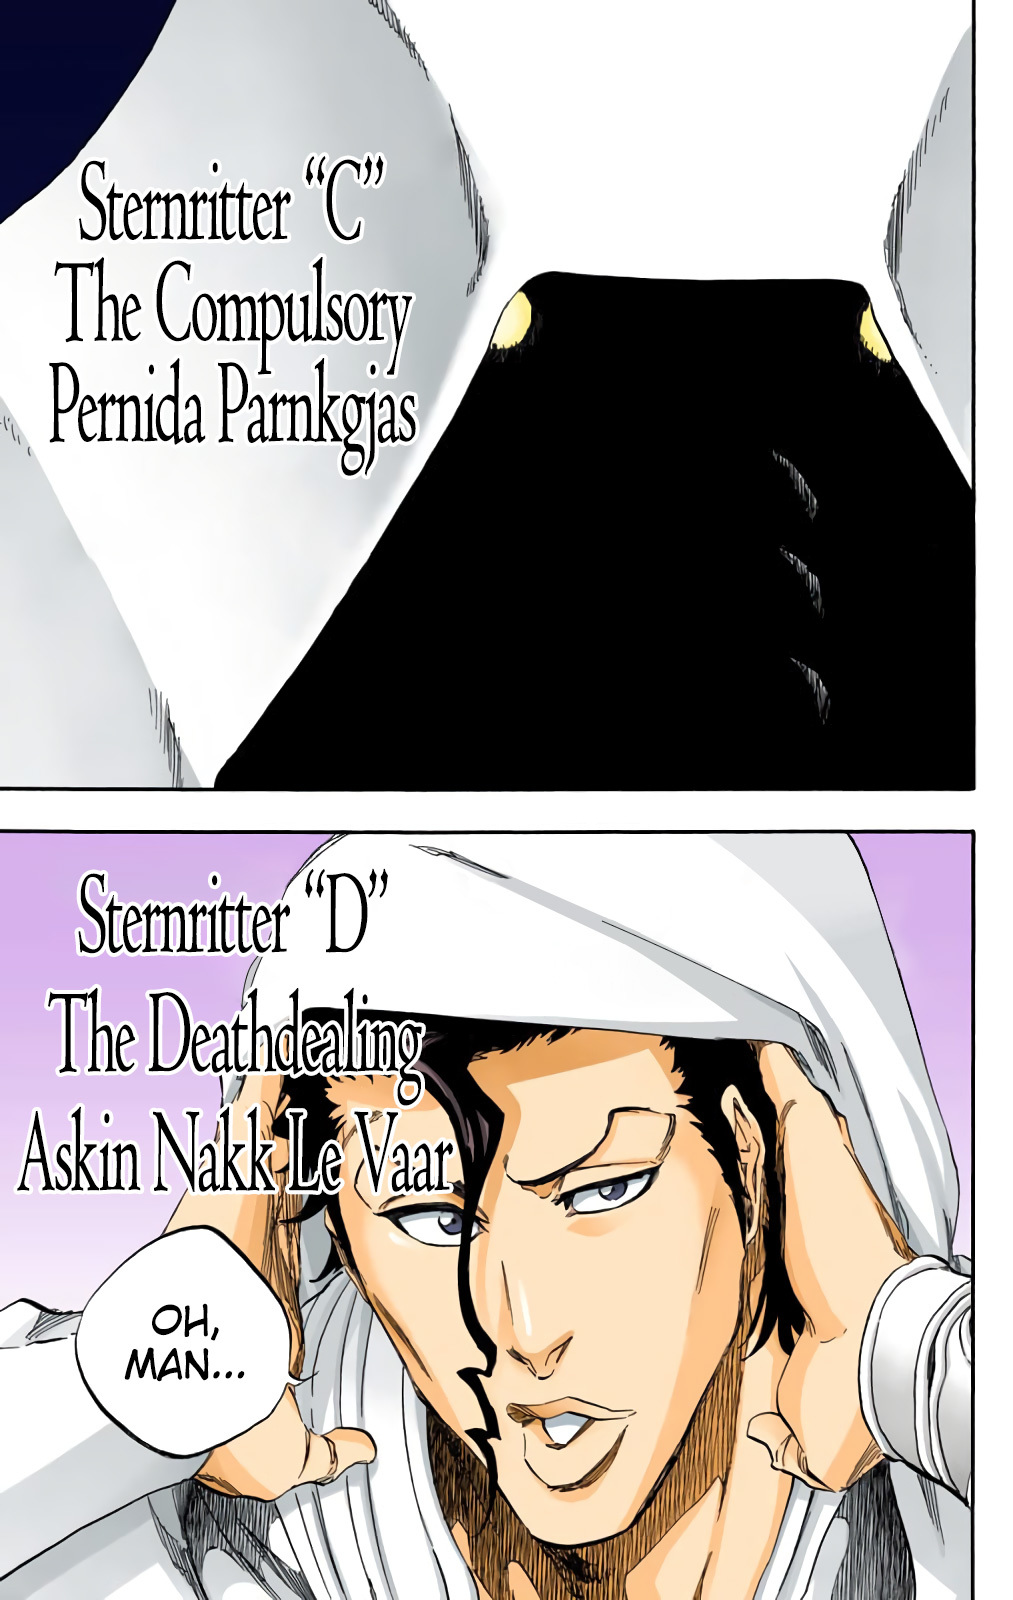 Sternritter “C”
The Compulsory
Pernida Parnkgjas
Sternritter “D”
The Deathdealing
Askin Nakk Le Vaar
OH,
MAN...